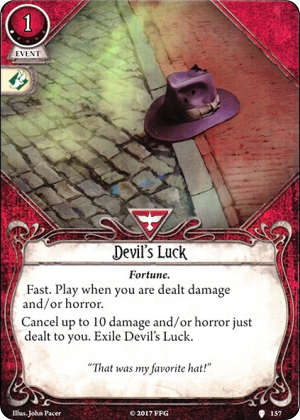 1
EVENT
Devil's Luck
Fortune.
Fast. Play when you are dealt damage
and/or horror.
Cancel up to 10 damage and/or horror just
dealt to you. Exile Devil's Luck.
"That was my favorite hat!"
Illus. John Pacer
© 2017 FFG
157